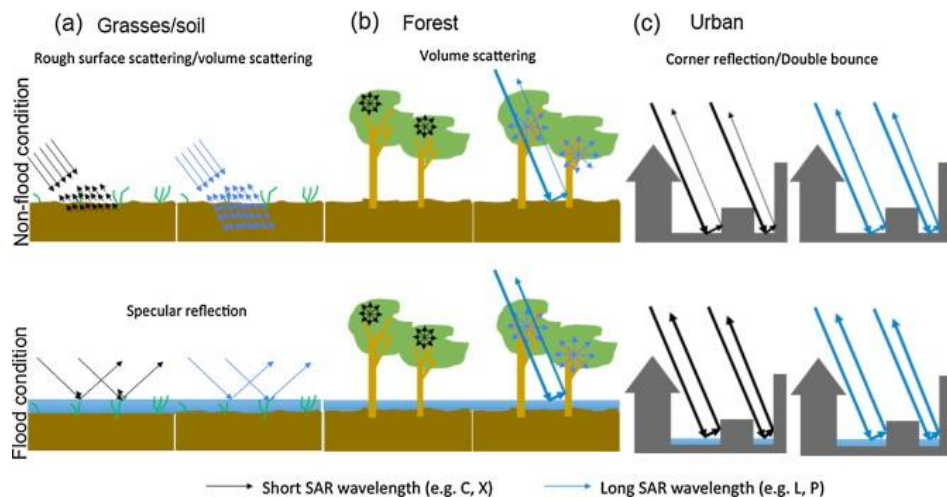 (a) Grasses/soil
(b) Forest
(c) Urban
Rough surface scattering/volume scattering
Volume scattering
Corner reflection/Double bounce
Non-flood condition
Specular reflection
Flood condition
Short SAR wavelength (e.g. C, X)
Long SAR wavelength (e.g. L, P)